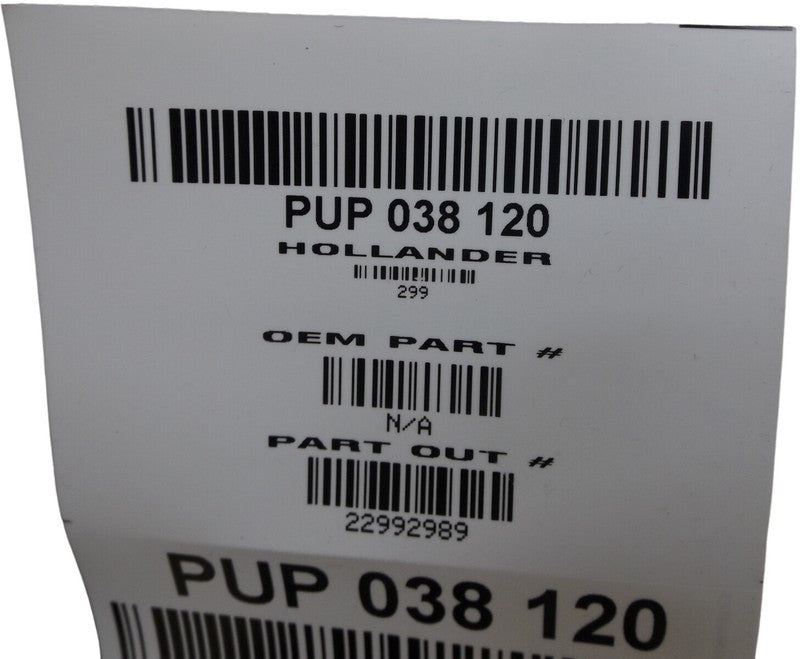 PUP 038 120
HOLLANDER
299
OEM PART #
N/A
PART OUT #
22992989
PUP 038 120